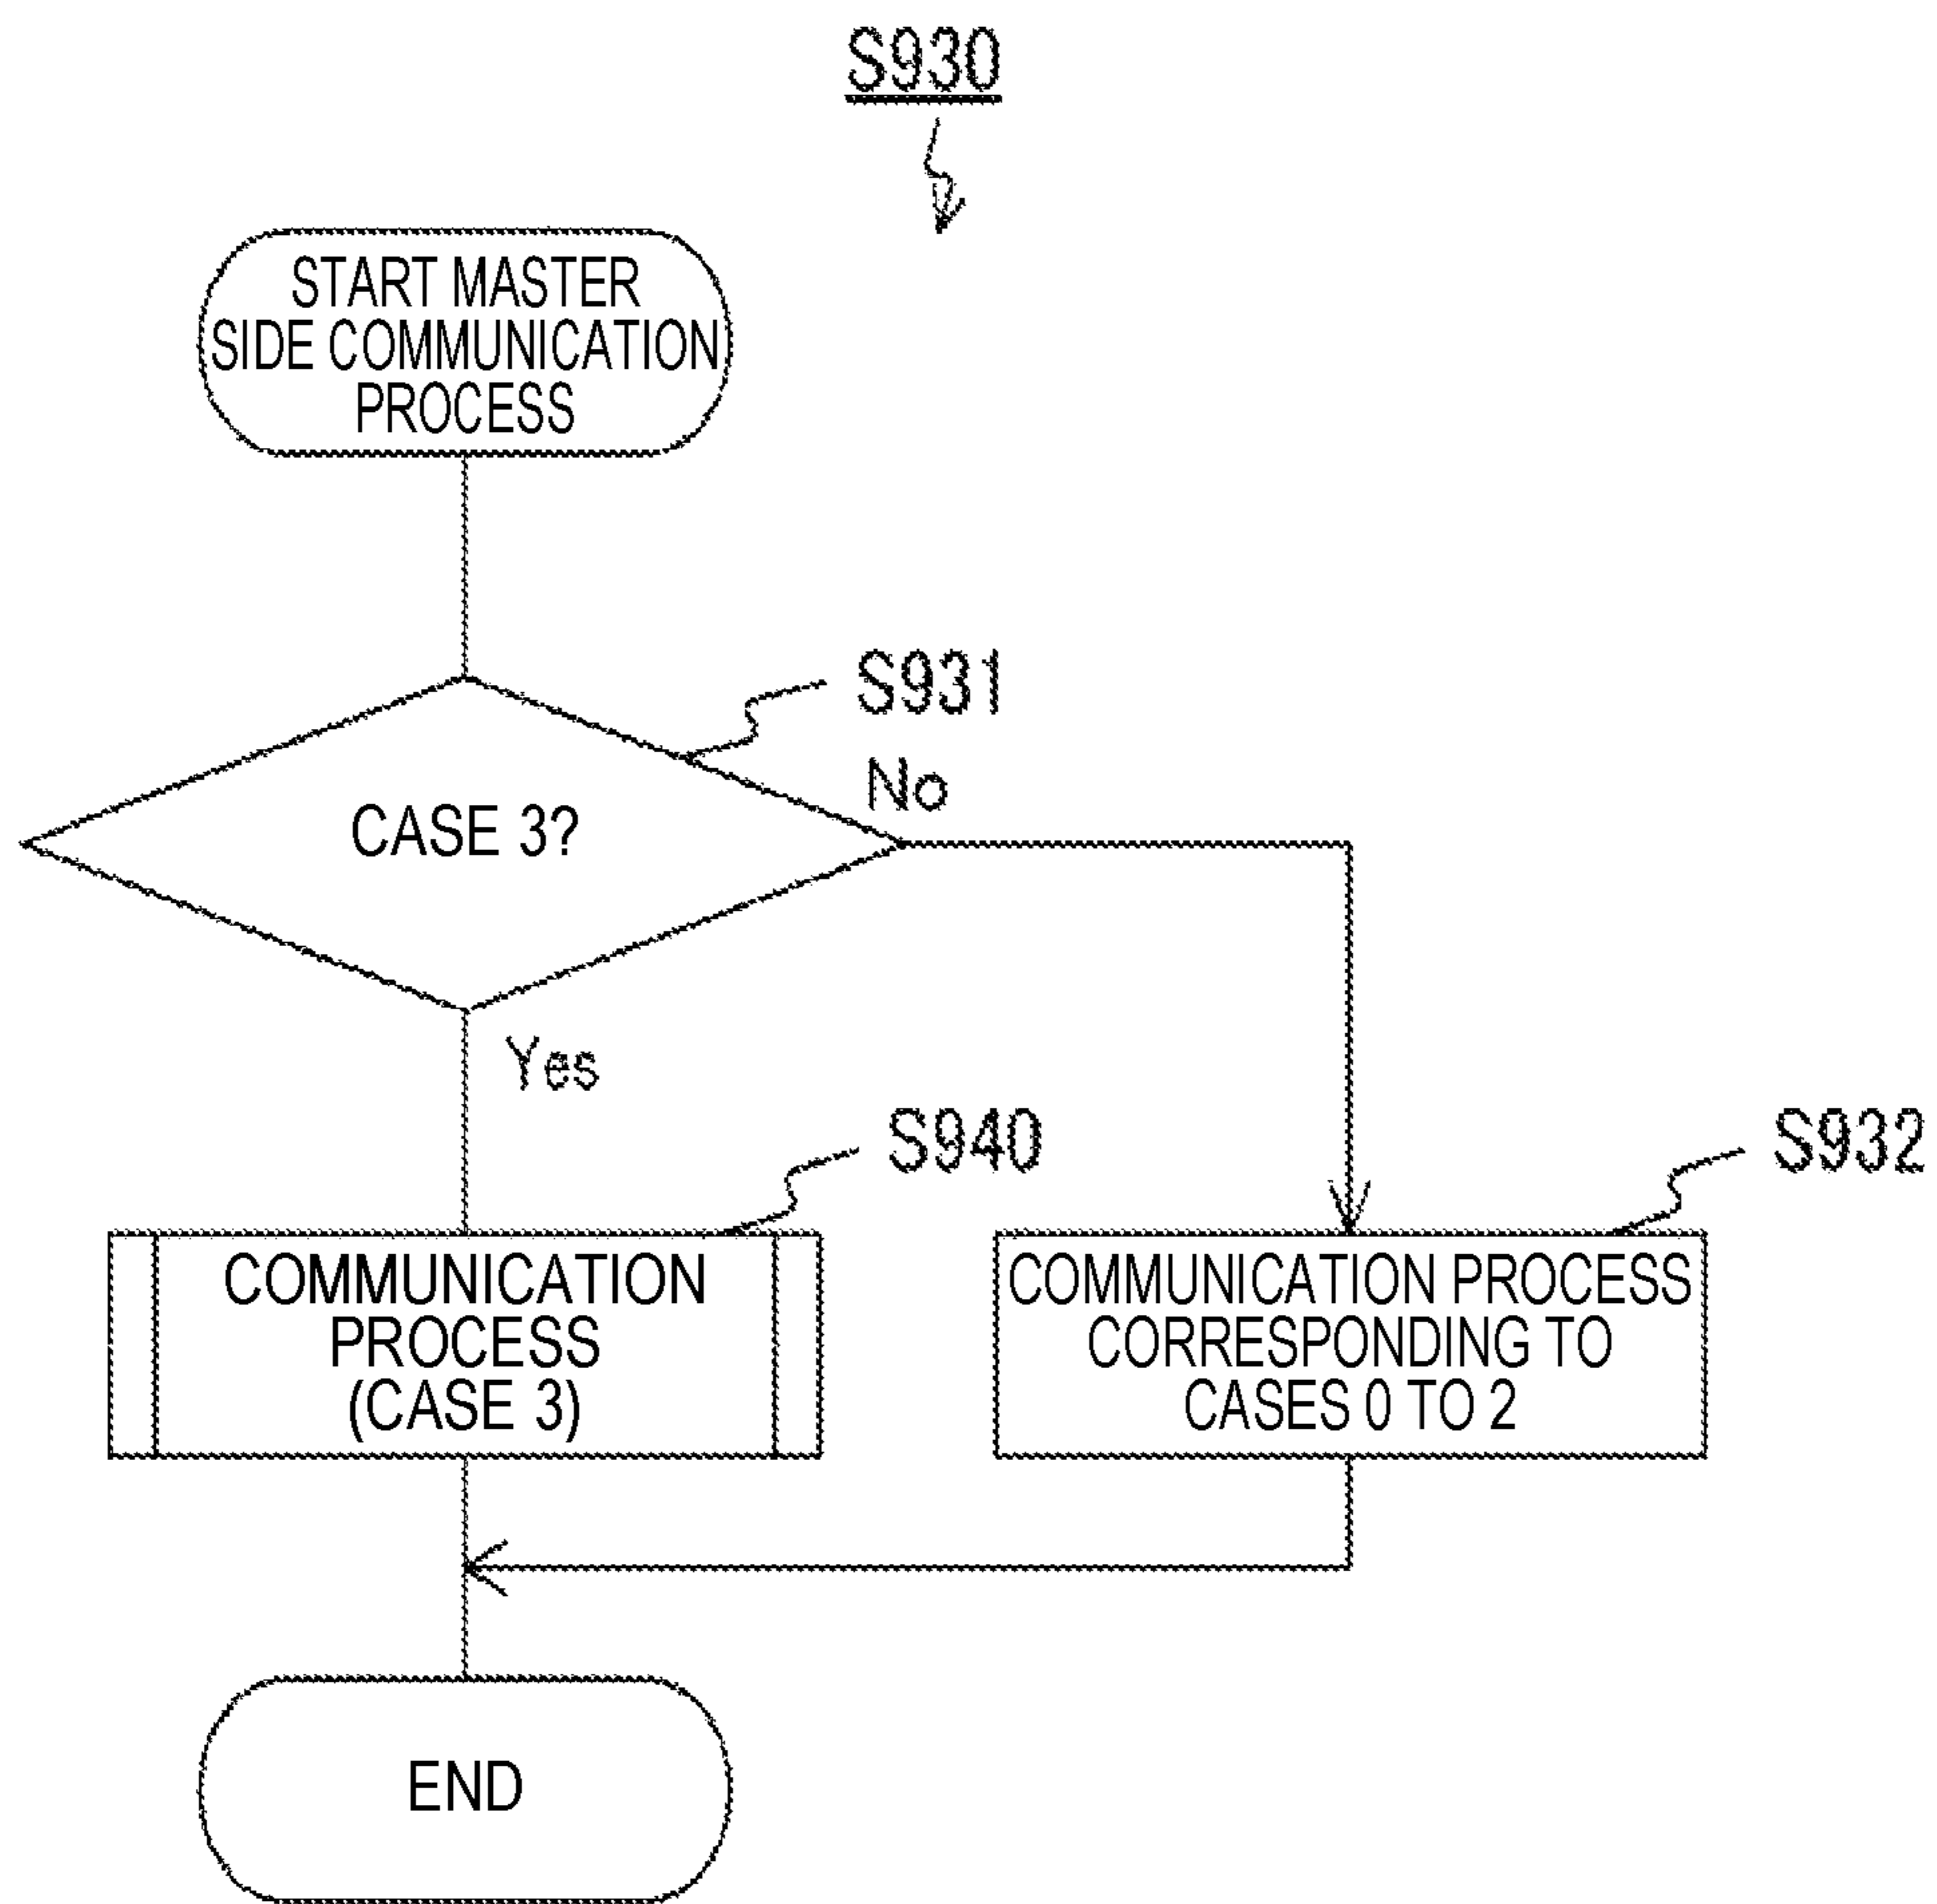 S930
START MASTER
SIDE COMMUNICATION
PROCESS
S931
No
CASE 3?
Yes
S940
S932
COMMUNICATION
PROCESS
(CASE 3)
COMMUNICATION PROCESS
CORRESPONDING TO
CASES 0 TO 2
END